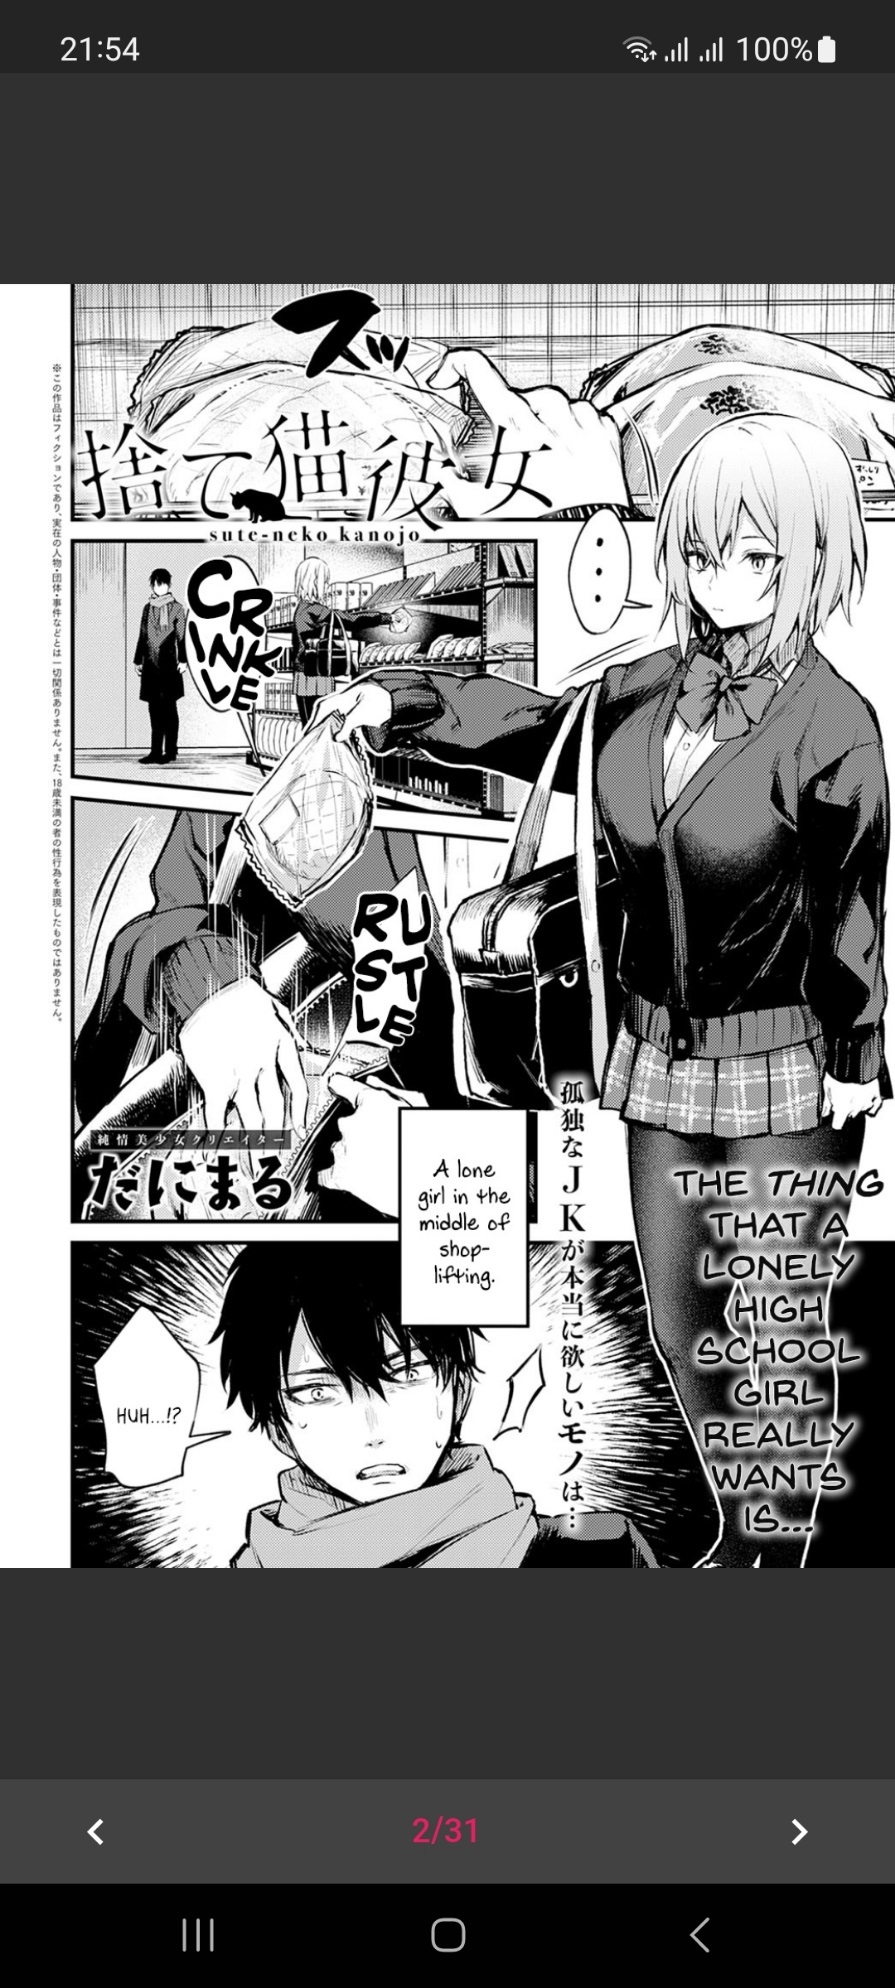 21:54
100%
ズッ
捨て猫彼女
sute-neko kanojo
※この作品はフィクションであり、実在の人物・団体・事件などとは一切関係ありません。また、18歳未満の者の性行為を表現したものではありません。
...
CRINKLE
RUSTLE
純情美少女クリエイター
だにまる
A lone
girl in the
middle of
shop-
lifting.
孤独なJKが本当に欲しいモノは…
THE THING
THAT A
LONELY
HIGH
SCHOOL
GIRL
REALLY
WANTS
IS...
HUH...!?
2/31